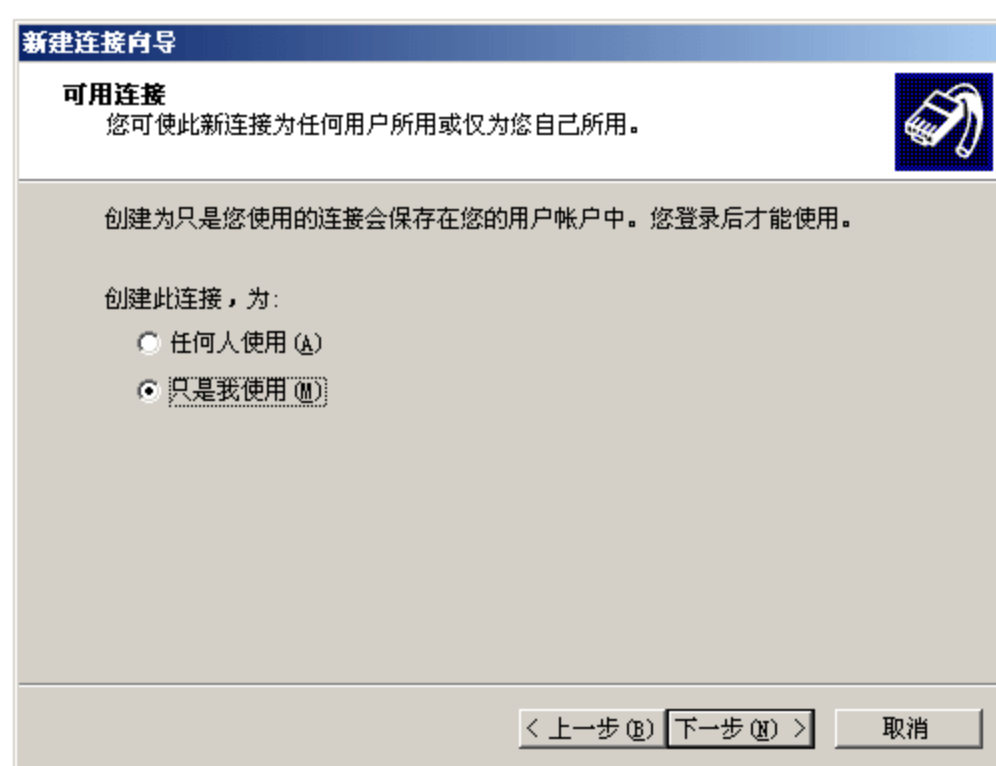 新建连接向导
可用连接
您可使此新连接为任何用户所用或仅为您自己所用。
创建为只是您使用的连接会保存在您的用户帐户中。您登录后才能使用。
创建此连接，为:
任何人使用(A)
只是我使用(M)
< 上一步(B) 下一步(N) > 取消